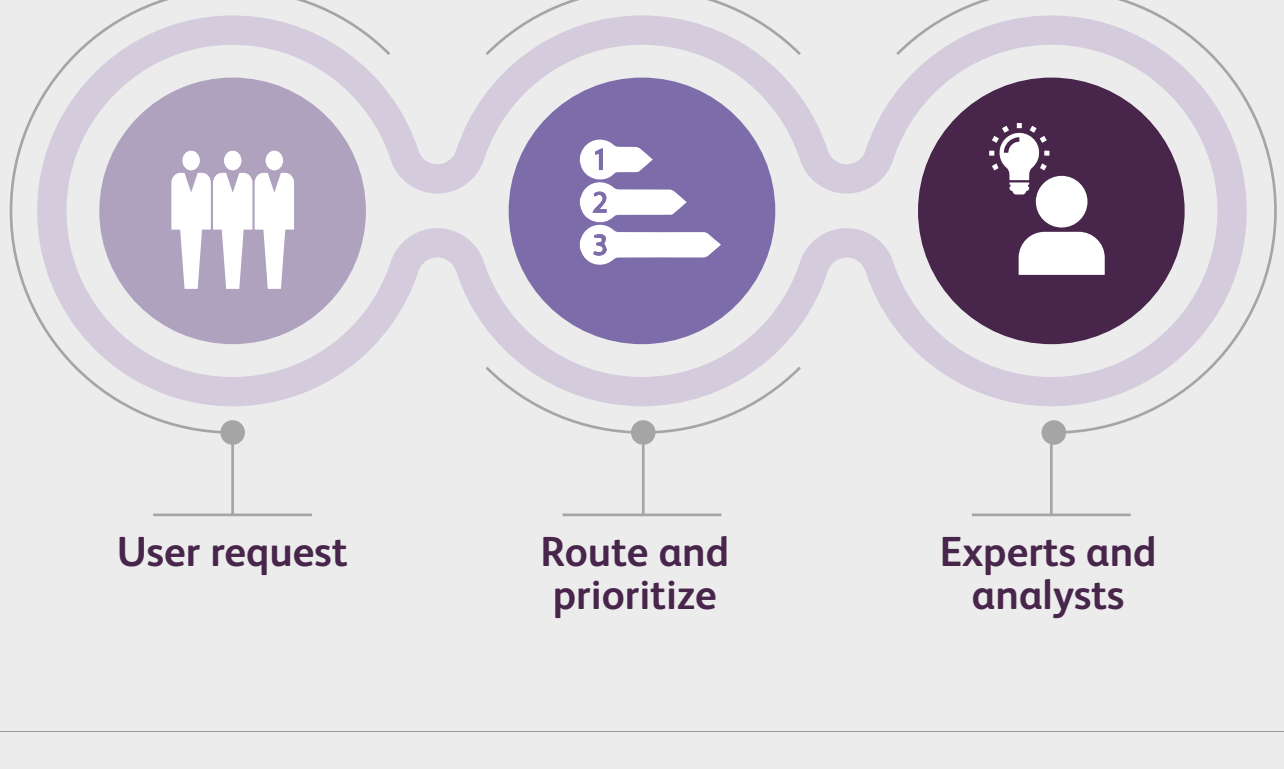 1
2
3
User request
Route and
prioritize
Experts and
analysts